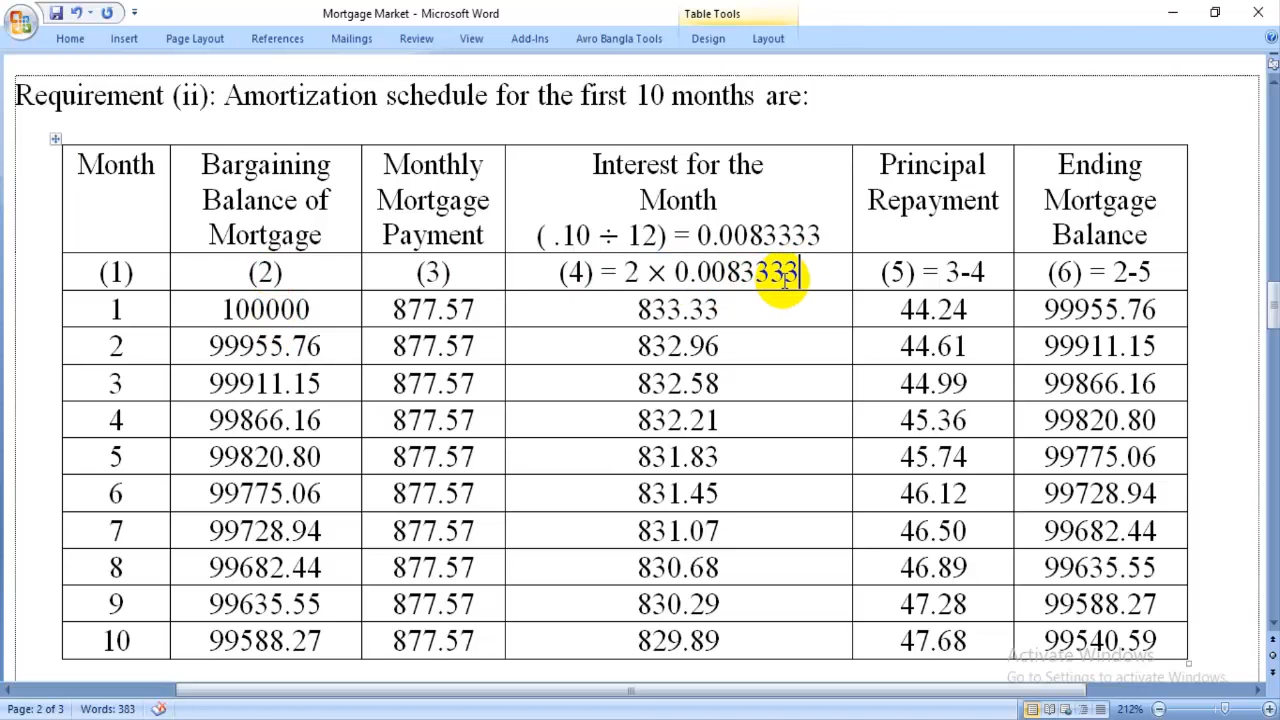 Mortgage Market - Microsoft Word
Table Tools
Home Insert Page Layout References Mailings Review View Add-Ins Avro Bangla Tools Design Layout
Requirement (ii): Amortization schedule for the first 10 months are:
Month Bargaining Monthly Interest for the Principal Ending
Balance of Mortgage Month Repayment Mortgage
Mortgage Payment ( .10 ÷ 12) = 0.0083333 Balance
(1) (2) (3) (4) = 2 × 0.0083333 (5) = 3-4 (6) = 2-5
1 100000 877.57 833.33 44.24 99955.76
2 99955.76 877.57 832.96 44.61 99911.15
3 99911.15 877.57 832.58 44.99 99866.16
4 99866.16 877.57 832.21 45.36 99820.80
5 99820.80 877.57 831.83 45.74 99775.06
6 99775.06 877.57 831.45 46.12 99728.94
7 99728.94 877.57 831.07 46.50 99682.44
8 99682.44 877.57 830.68 46.89 99635.55
9 99635.55 877.57 830.29 47.28 99588.27
10 99588.27 877.57 829.89 47.68 99540.59
Activate Windows
Go to Settings to activate Windows.
Page: 2 of 3 Words: 383 212%